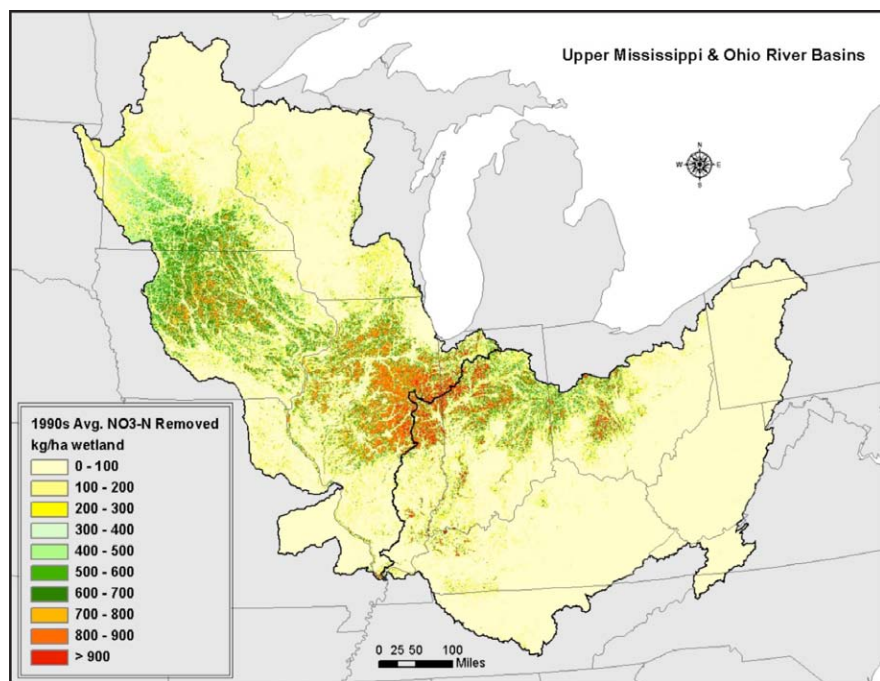 Upper Mississippi & Ohio River Basins
N
W E
S
1990s Avg. NO3-N Removed
kg/ha wetland
0 - 100
100 - 200
200 - 300
300 - 400
400 - 500
500 - 600
600 - 700
700 - 800
800 - 900
> 900
0 25 50 100
Miles